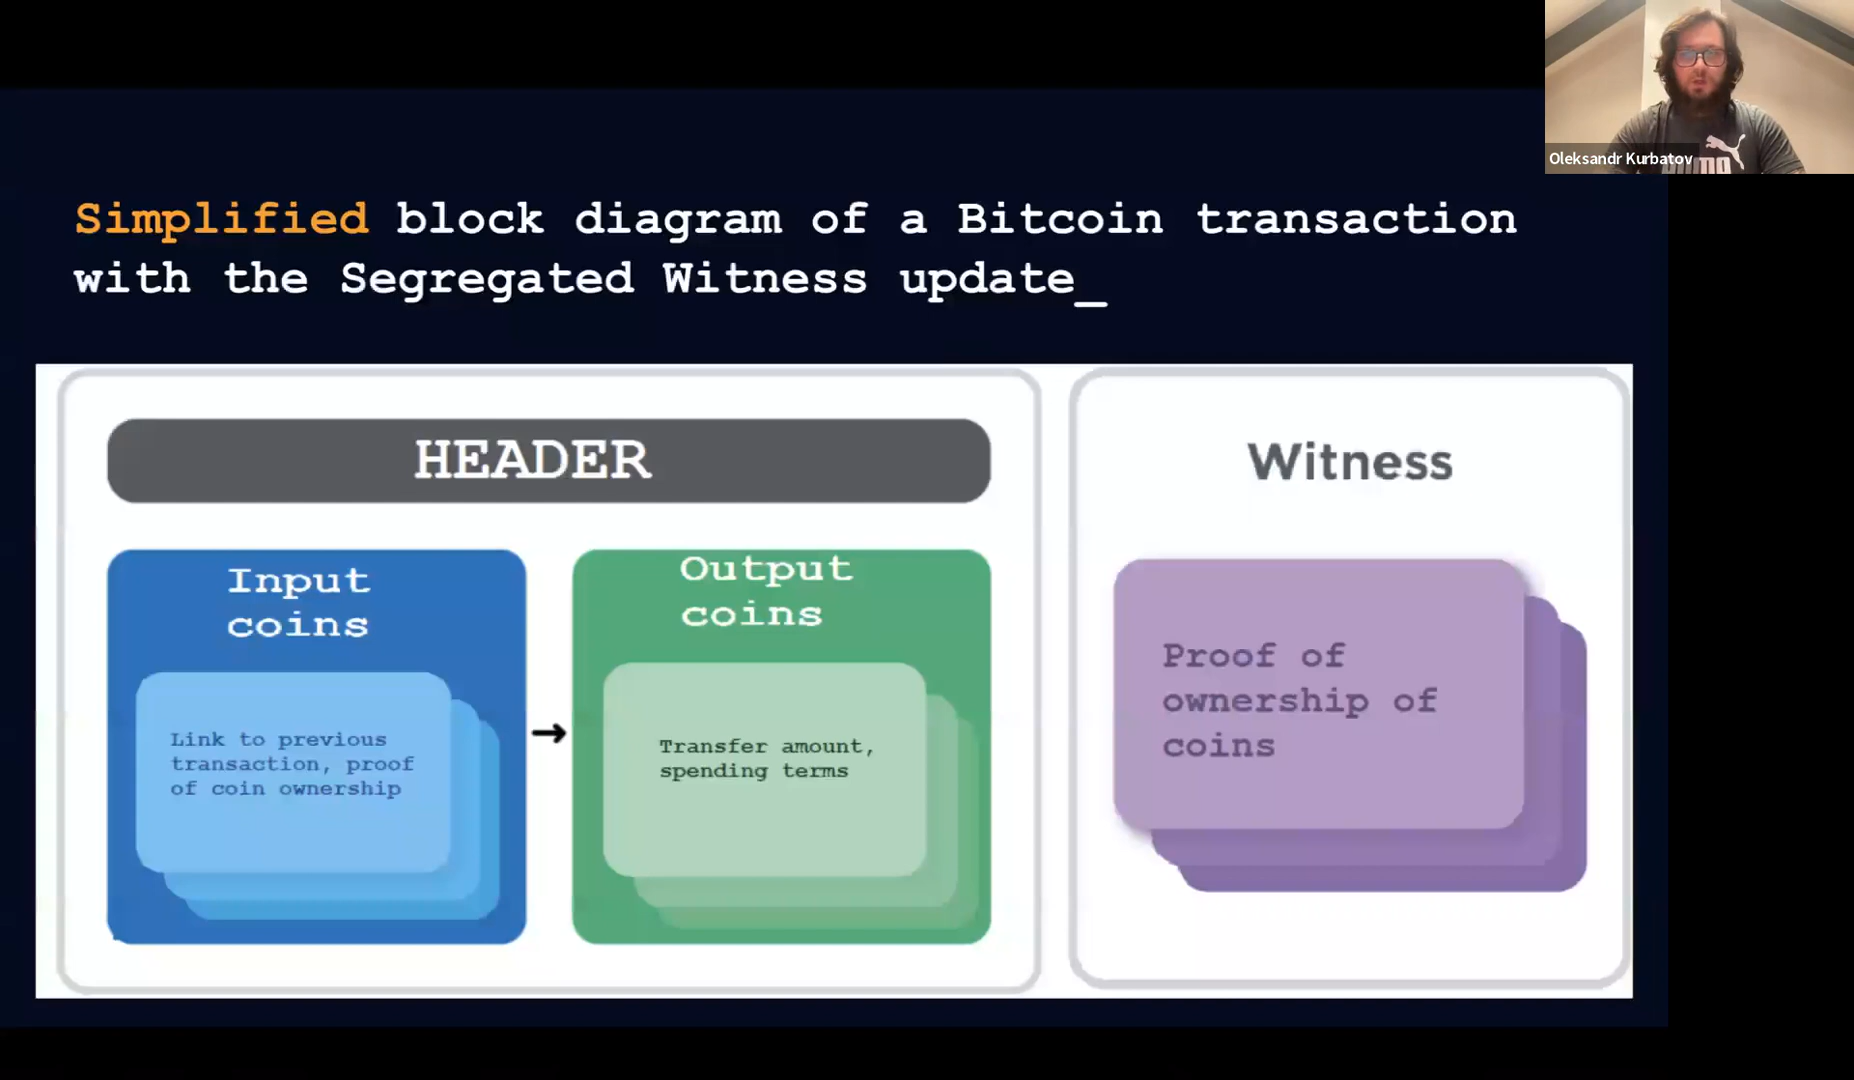 Oleksandr Kurbatov
Simplified block diagram of a Bitcoin transaction
with the Segregated Witness update_
HEADER
Input
coins
Link to previous
transaction, proof
of coin ownership
→
Output
coins
Transfer amount,
spending terms
Witness
Proof of
ownership of
coins